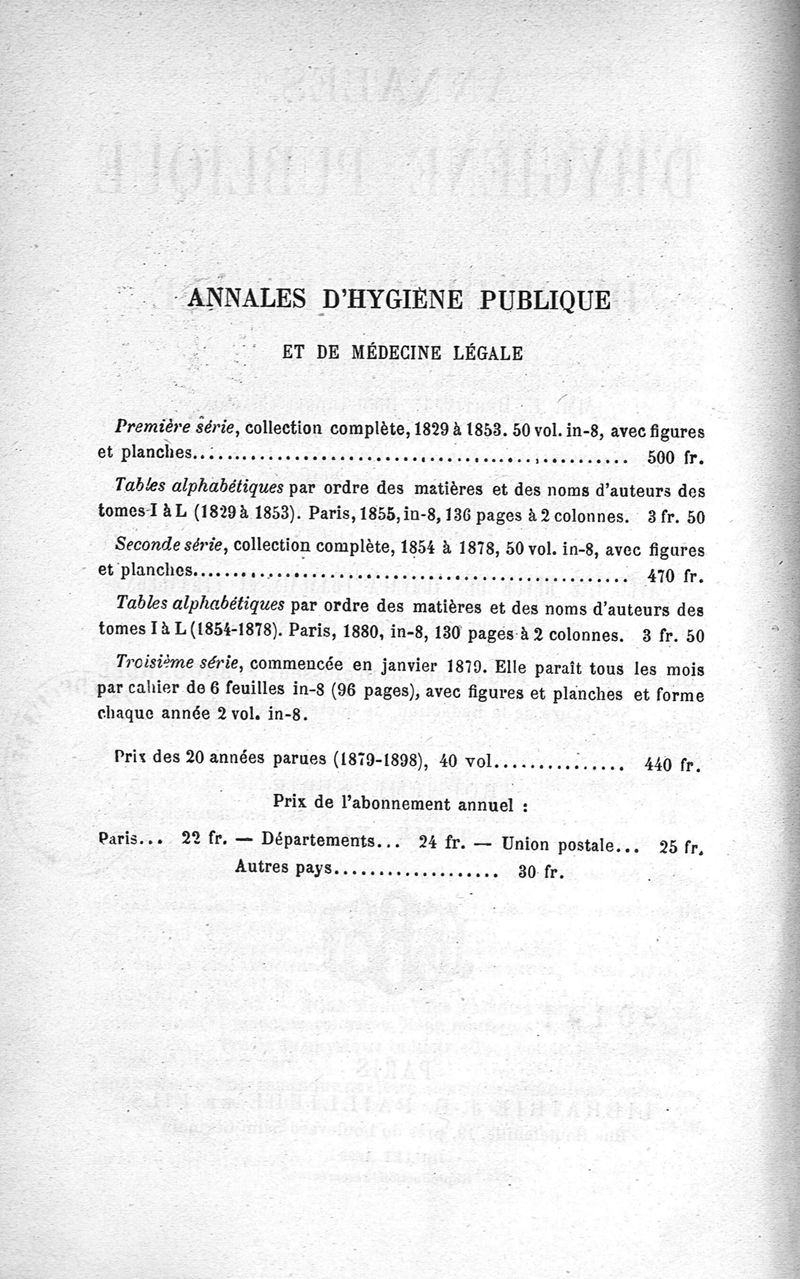 ANNALES D'HYGIÈNE PUBLIQUE
ET DE MÉDECINE LÉGALE
Première série, collection complète, 1829 à 1853. 50 vol. in-8, avec figures
et planches.................................................. 500 fr.
Tables alphabétiques par ordre des matières et des noms d'auteurs des
tomes I à L (1829 à 1853). Paris, 1855, in-8, 136 pages à 2 colonnes. 3 fr. 50
Seconde série, collection complète, 1854 à 1878, 50 vol. in-8, avec figures
et planches.................................................. 470 fr.
Tables alphabétiques par ordre des matières et des noms d'auteurs des
tomes I à L (1854-1878). Paris, 1880, in-8, 130 pages à 2 colonnes. 3 fr. 50
Troisième série, commencée en janvier 1879. Elle paraît tous les mois
par cahier de 6 feuilles in-8 (96 pages), avec figures et planches et forme
chaque année 2 vol. in-8.
Prix des 20 années parues (1879-1898), 40 vol............... 440 fr.
Prix de l'abonnement annuel :
Paris... 22 fr. — Départements... 24 fr. — Union postale... 25 fr.
Autres pays................... 30 fr.